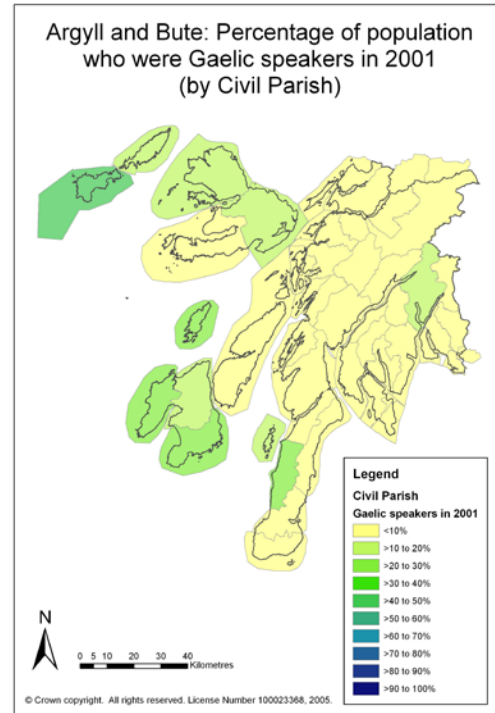 Argyll and Bute: Percentage of population
who were Gaelic speakers in 2001
(by Civil Parish)
Legend
Civil Parish
Gaelic speakers in 2001
<10%
>10 to 20%
>20 to 30%
>30 to 40%
>40 to 50%
>50 to 60%
>60 to 70%
>70 to 80%
>80 to 90%
>90 to 100%
N
0 5 10 20 30 40
Kilometres
© Crown copyright. All rights reserved. License Number 100023368, 2005.